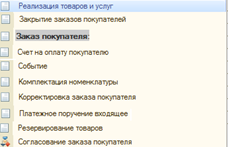 Реализация товаров и услуг
Закрытие заказов покупателей
Заказ покупателя:
Счет на оплату покупателю
Событие
Комплектация номенклатуры
Корректировка заказа покупателя
Платежное поручение входящее
Резервирование товаров
Согласование заказа покупателя